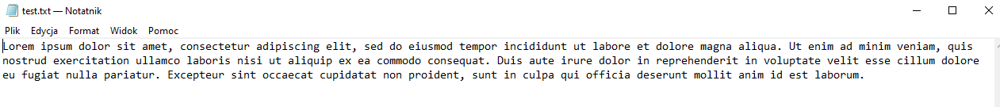 test.txt — Notatnik
Plik Edycja Format Widok Pomoc
Lorem ipsum dolor sit amet, consectetur adipiscing elit, sed do eiusmod tempor incididunt ut labore et dolore magna aliqua. Ut enim ad minim veniam, quis
nostrud exercitation ullamco laboris nisi ut aliquip ex ea commodo consequat. Duis aute irure dolor in reprehenderit in voluptate velit esse cillum dolore
eu fugiat nulla pariatur. Excepteur sint occaecat cupidatat non proident, sunt in culpa qui officia deserunt mollit anim id est laborum.